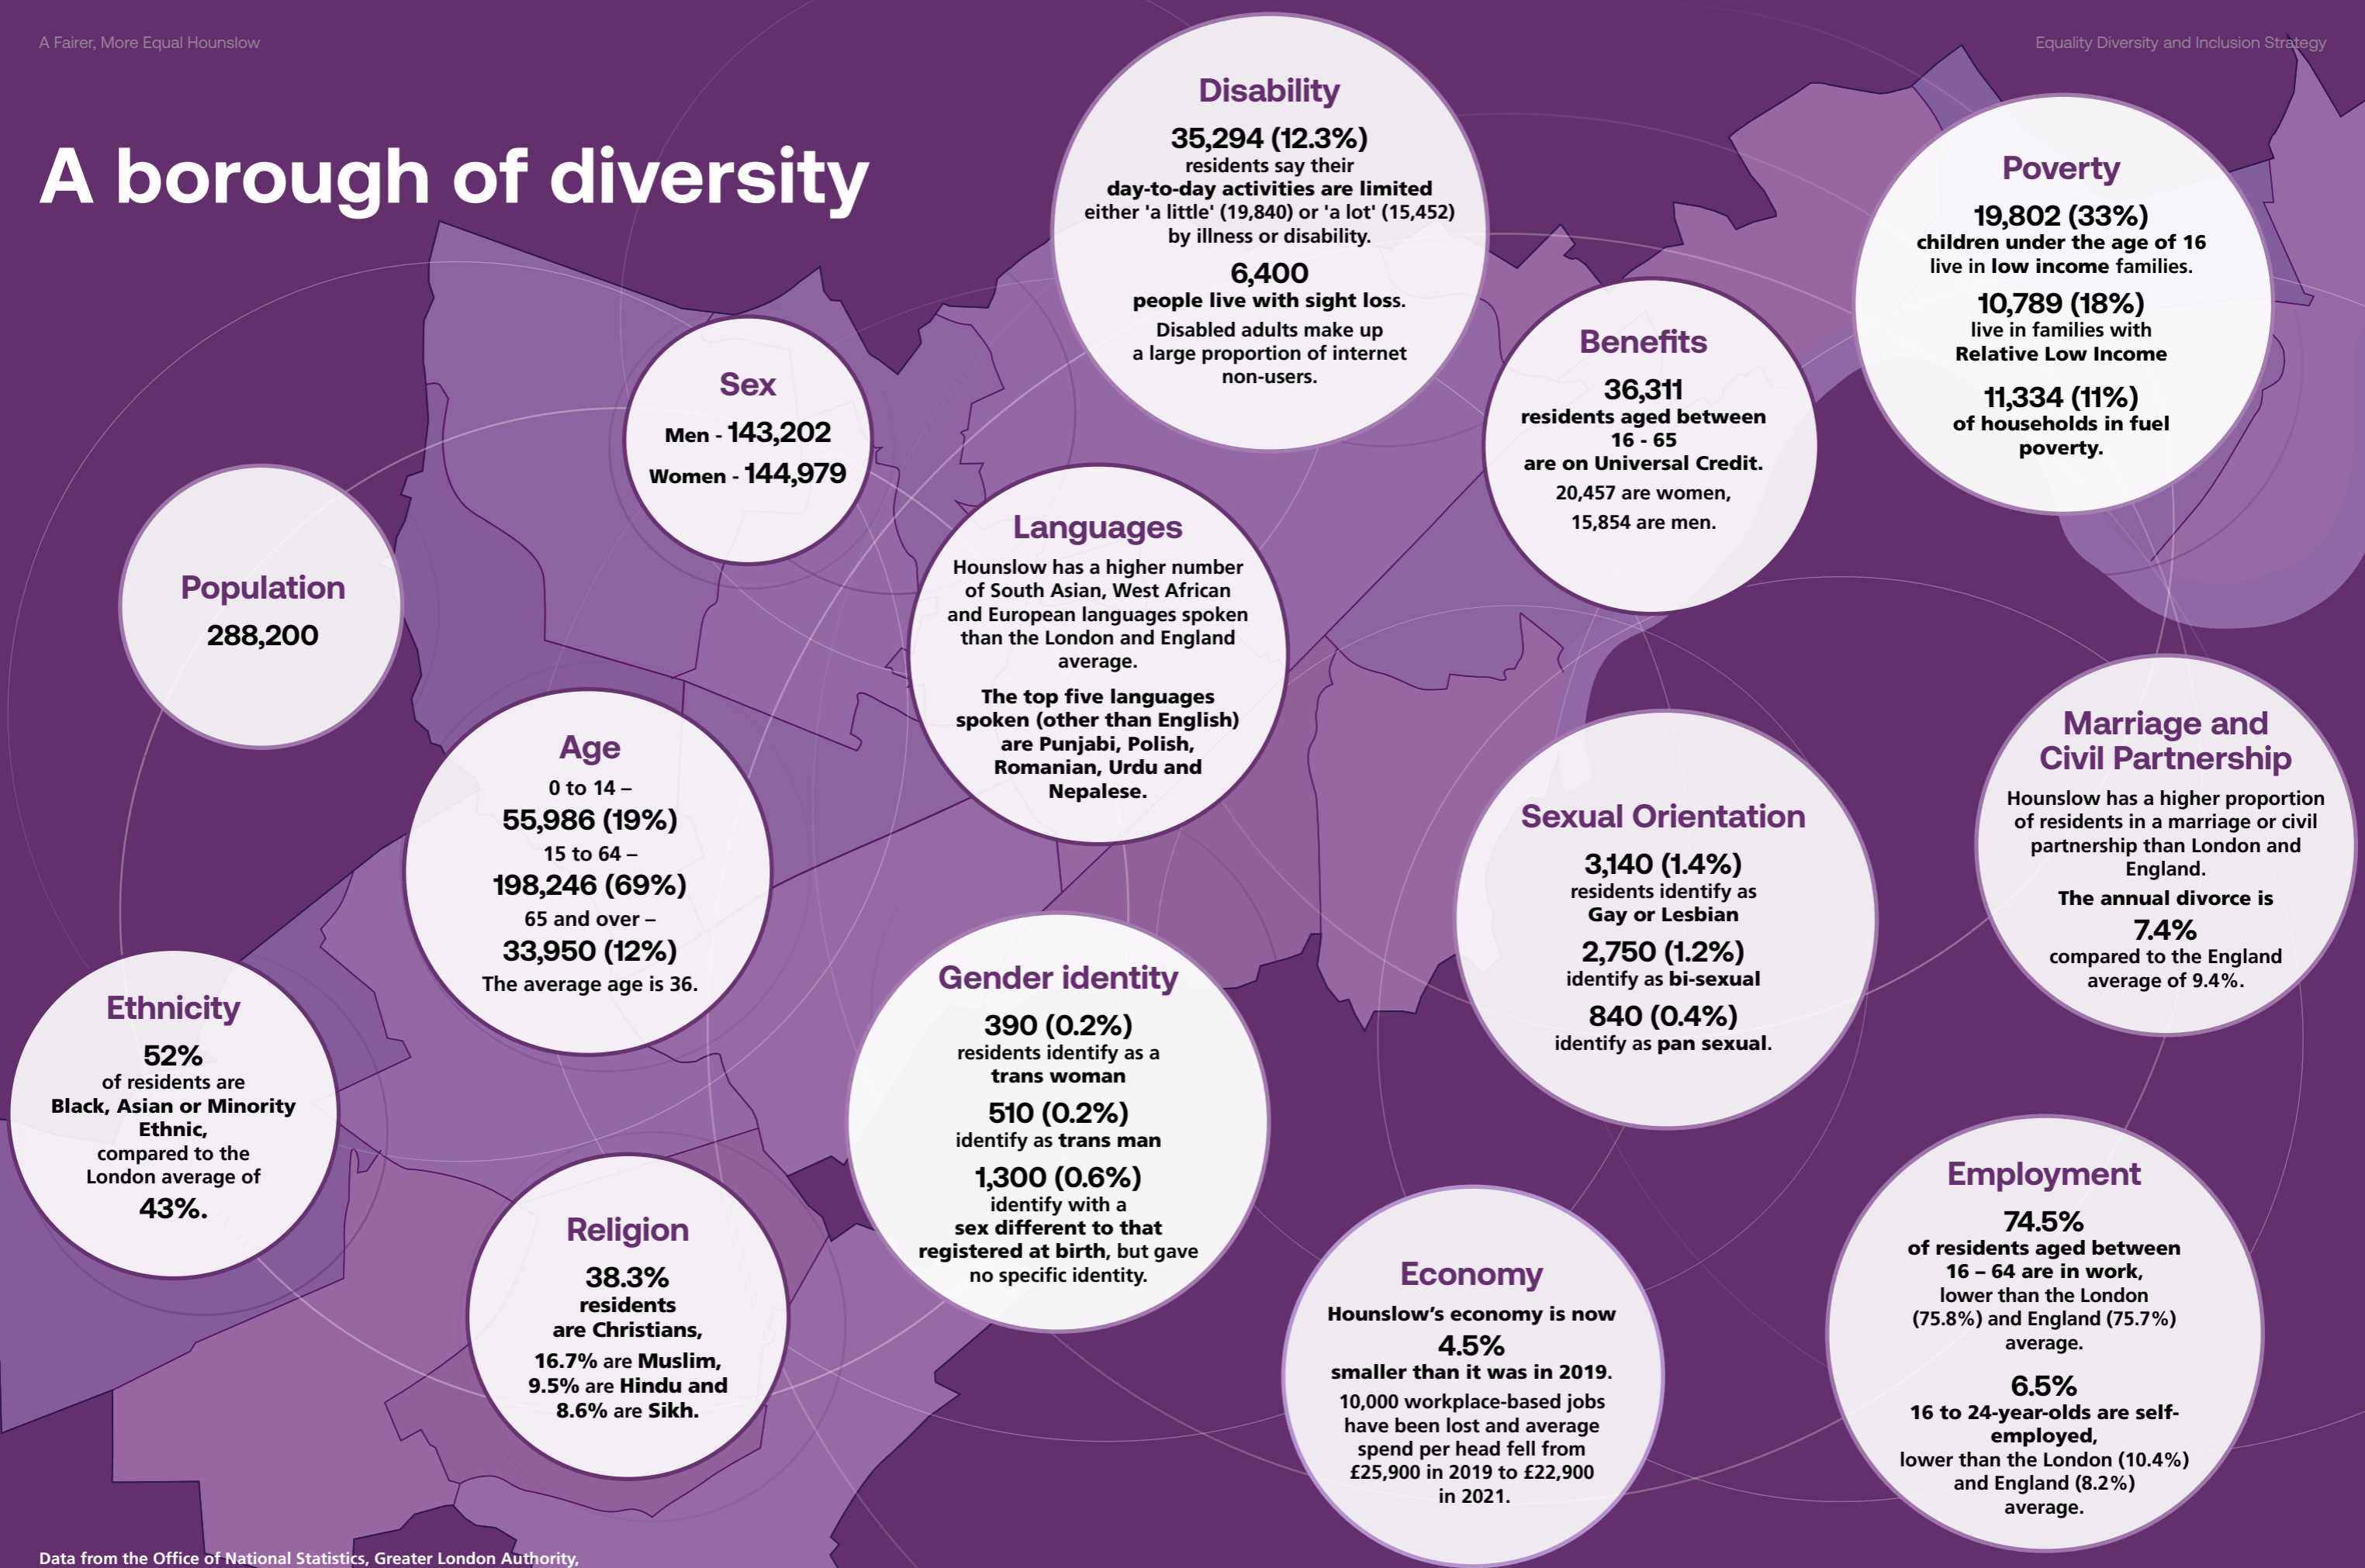 A Fairer, More Equal Hounslow
Equality Diversity and Inclusion Strategy
A borough of diversity
Disability
35,294 (12.3%)
residents say their
day-to-day activities are limited
either 'a little' (19,840) or 'a lot' (15,452)
by illness or disability.
6,400
people live with sight loss.
Disabled adults make up
a large proportion of internet
non-users.
Poverty
19,802 (33%)
children under the age of 16
live in low income families.
10,789 (18%)
live in families with
Relative Low Income
11,334 (11%)
of households in fuel
poverty.
Sex
Men - 143,202
Women - 144,979
Benefits
36,311
residents aged between
16 - 65
are on Universal Credit.
20,457 are women,
15,854 are men.
Population
288,200
Languages
Hounslow has a higher number
of South Asian, West African
and European languages spoken
than the London and England
average.
The top five languages
spoken (other than English)
are Punjabi, Polish,
Romanian, Urdu and
Nepalese.
Age
0 to 14 –
55,986 (19%)
15 to 64 –
198,246 (69%)
65 and over –
33,950 (12%)
The average age is 36.
Sexual Orientation
3,140 (1.4%)
residents identify as
Gay or Lesbian
2,750 (1.2%)
identify as bi-sexual
840 (0.4%)
identify as pan sexual.
Marriage and
Civil Partnership
Hounslow has a higher proportion
of residents in a marriage or civil
partnership than London and
England.
The annual divorce is
7.4%
compared to the England
average of 9.4%.
Ethnicity
52%
of residents are
Black, Asian or Minority
Ethnic,
compared to the
London average of
43%.
Gender identity
390 (0.2%)
residents identify as a
trans woman
510 (0.2%)
identify as trans man
1,300 (0.6%)
identify with a
sex different to that
registered at birth, but gave
no specific identity.
Religion
38.3%
residents
are Christians,
16.7% are Muslim,
9.5% are Hindu and
8.6% are Sikh.
Economy
Hounslow’s economy is now
4.5%
smaller than it was in 2019.
10,000 workplace-based jobs
have been lost and average
spend per head fell from
£25,900 in 2019 to £22,900
in 2021.
Employment
74.5%
of residents aged between
16 – 64 are in work,
lower than the London
(75.8%) and England (75.7%)
average.
6.5%
16 to 24-year-olds are self-
employed,
lower than the London (10.4%)
and England (8.2%)
average.
Data from the Office of National Statistics, Greater London Authority,